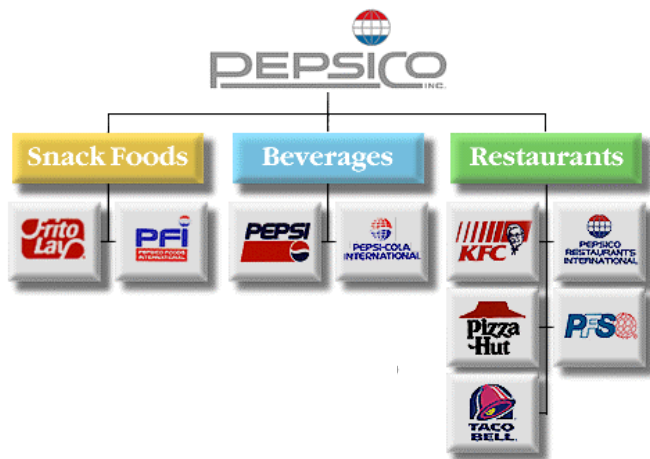 PEPSICO
INC.
Snack Foods
Beverages
Restaurants
Frito
Lay
PFI
PEPSICO FOODS
INTERNATIONAL
PEPSI
PEPSI-COLA
INTERNATIONAL
KFC
PEPSICO
RESTAURANTS
INTERNATIONAL
Pizza
Hut
PFS
TACO
BELL